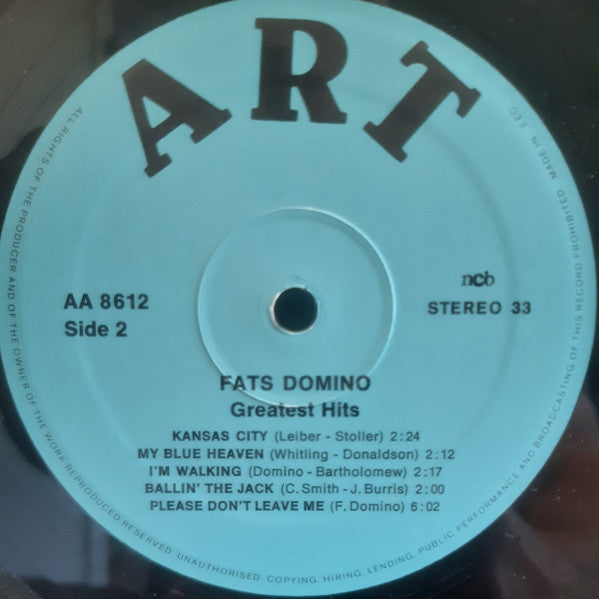 ART
ncb
AA 8612
STEREO 33
Side 2
FATS DOMINO
Greatest Hits
KANSAS CITY (Leiber - Stoller) 2:24
MY BLUE HEAVEN (Whitling - Donaldson) 2:12
I'M WALKING (Domino - Bartholomew) 2:17
BALLIN' THE JACK (C. Smith - J. Burris) 2:00
PLEASE DON'T LEAVE ME (F. Domino) 6:02
ALL RIGHTS OF THE PRODUCER AND OF THE OWNER OF THE WORK REPRODUCED RESERVED UNAUTHORISED COPYING, HIRING, LENDING, PUBLIC PERFORMANCE AND BROADCASTING OF THIS RECORD PROHIBITED MADE IN EEC